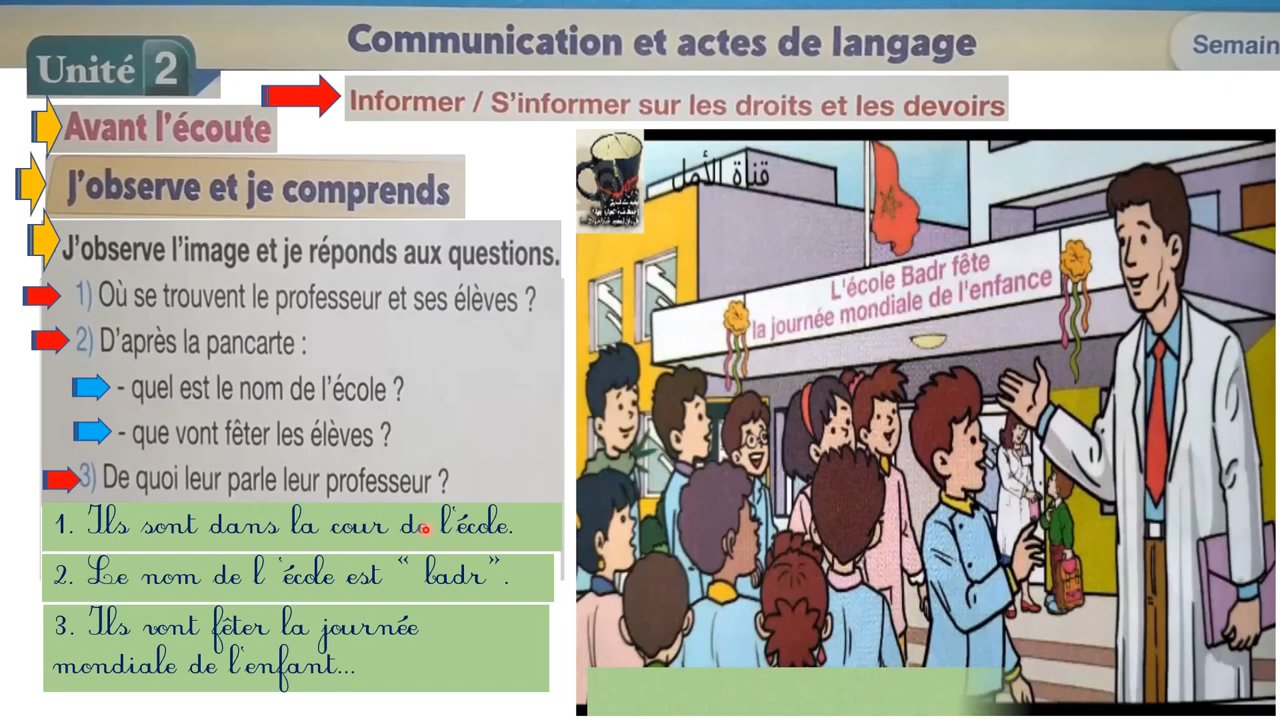 Communication et actes de langage
Semain
Unité 2
Informer / S'informer sur les droits et les devoirs
Avant l'écoute
J'observe et je comprends
J'observe l'image et je réponds aux questions.
1) Où se trouvent le professeur et ses élèves ?
2) D'après la pancarte :
- quel est le nom de l'école ?
- que vont fêter les élèves ?
3) De quoi leur parle leur professeur ?
1. Ils sont dans la cour de l'école.
2. Le nom de l'école est “ badr”.
3. Ils vont fêter la journée
mondiale de l'enfant...
قناة الأمل
L'école Badr fête
la journée mondiale de l'enfance